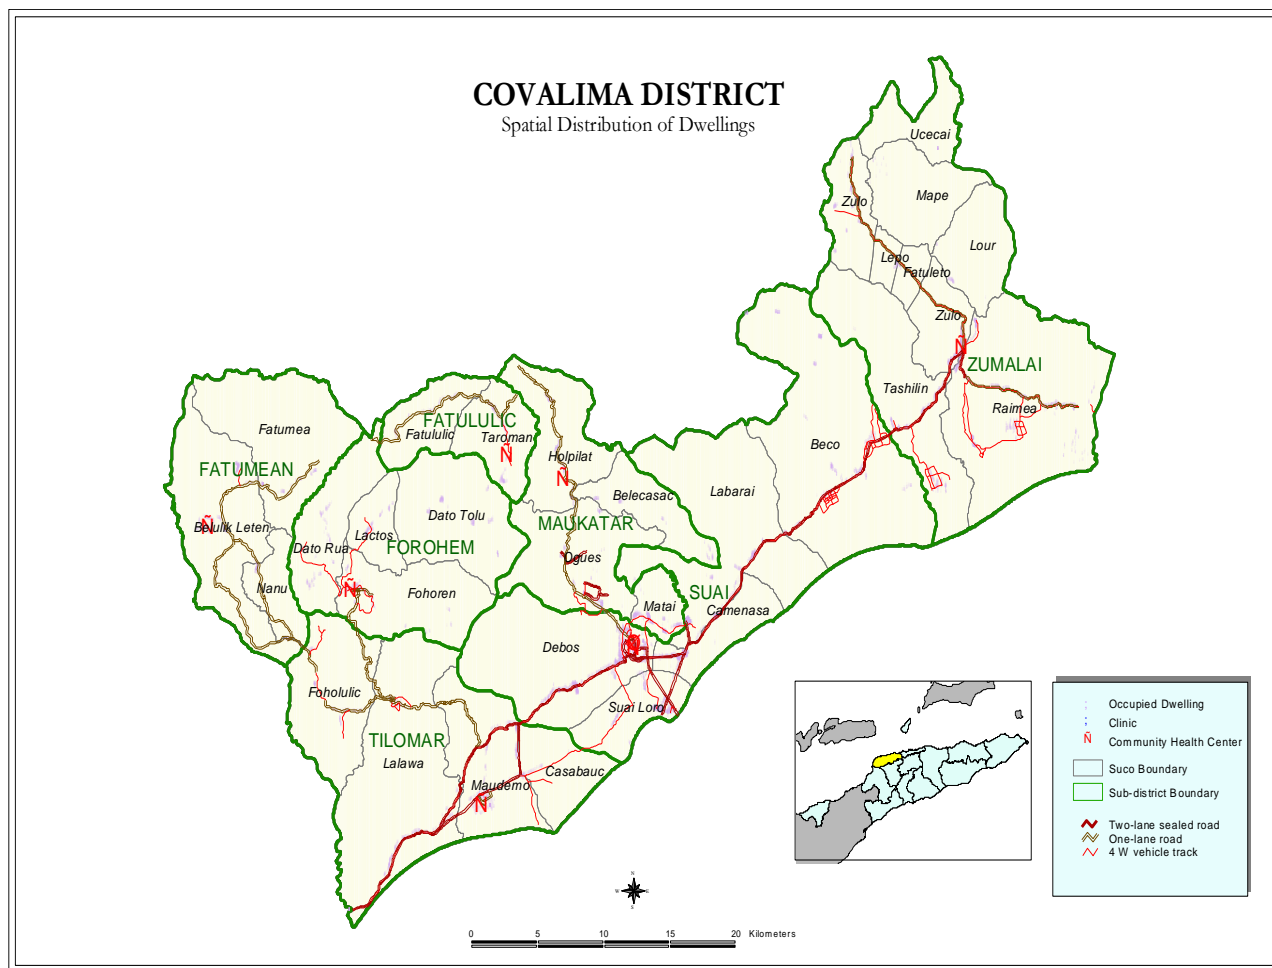 COVALIMA DISTRICT
Spatial Distribution of Dwellings
Ucecai
Mape
Zulo
Lour
Lepo
Fatuleto
Zulo
Ñ
ZUMALAI
Tashilin
Raimea
Beco
FATULULIC
Fatululic
Taroman
Ñ
Fatumea
FATUMEAN
Holpilat
Ñ
Belecasac
Labarai
Ñ
Belulik Leten
Dato Tolu
MAUKATAR
Lactos
Dato Rua
FOROHEM
Ogues
Nanu
Ñ
Fohoren
SUAI
Matai
Camenasa
Debos
Foholulic
Suai Loro
TILOMAR
Lalawa
Casabauc
Maudemo
Ñ
Occupied Dwelling
Clinic
Ñ Community Health Center
Suco Boundary
Sub-district Boundary
Two-lane sealed road
One-lane road
4 W vehicle track
N
W E
S
0 5 10 15 20 Kilometers